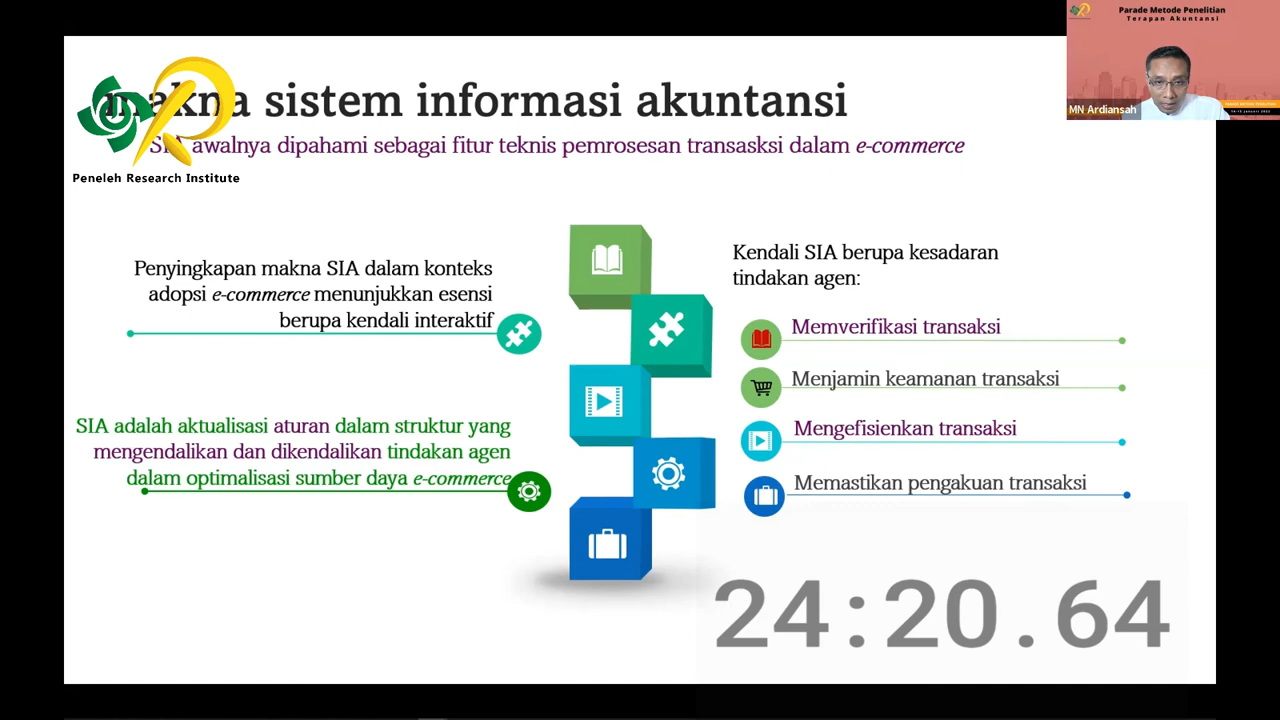 Parade Metode Penelitian
Terapan Akuntansi
MN Ardiansah
makna sistem informasi akuntansi
SIA awalnya dipahami sebagai fitur teknis pemrosesan transasksi dalam e-commerce
Peneleh Research Institute
Penyingkapan makna SIA dalam konteks
adopsi e-commerce menunjukkan esensi
berupa kendali interaktif
SIA adalah aktualisasi aturan dalam struktur yang
mengendalikan dan dikendalikan tindakan agen
dalam optimalisasi sumber daya e-commerce
Kendali SIA berupa kesadaran
tindakan agen:
Memverifikasi transaksi
Menjamin keamanan transaksi
Mengefisienkan transaksi
Memastikan pengakuan transaksi
24:20.64